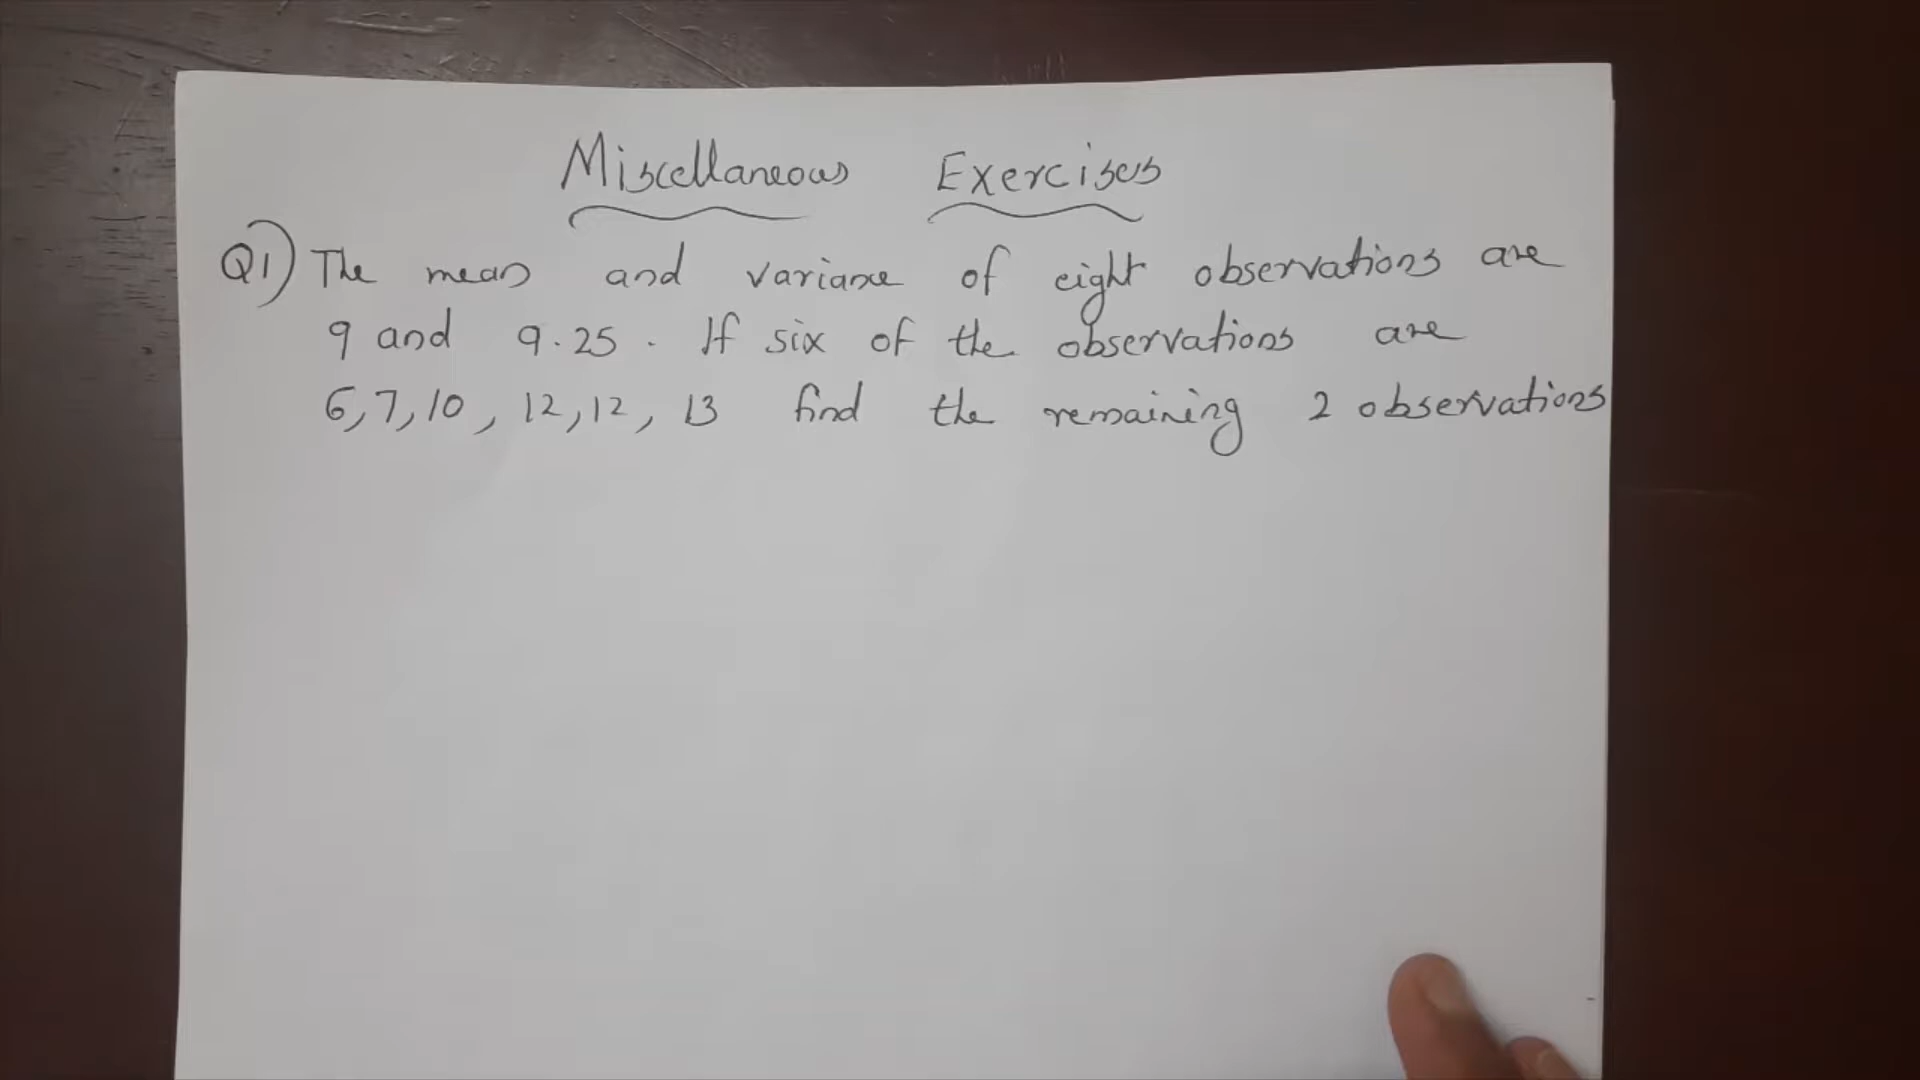 Miscellaneous Exercises
Q1) The mean and variance of eight observations are
9 and 9.25. If six of the observations are
6,7,10, 12,12, 13 find the remaining 2 observations